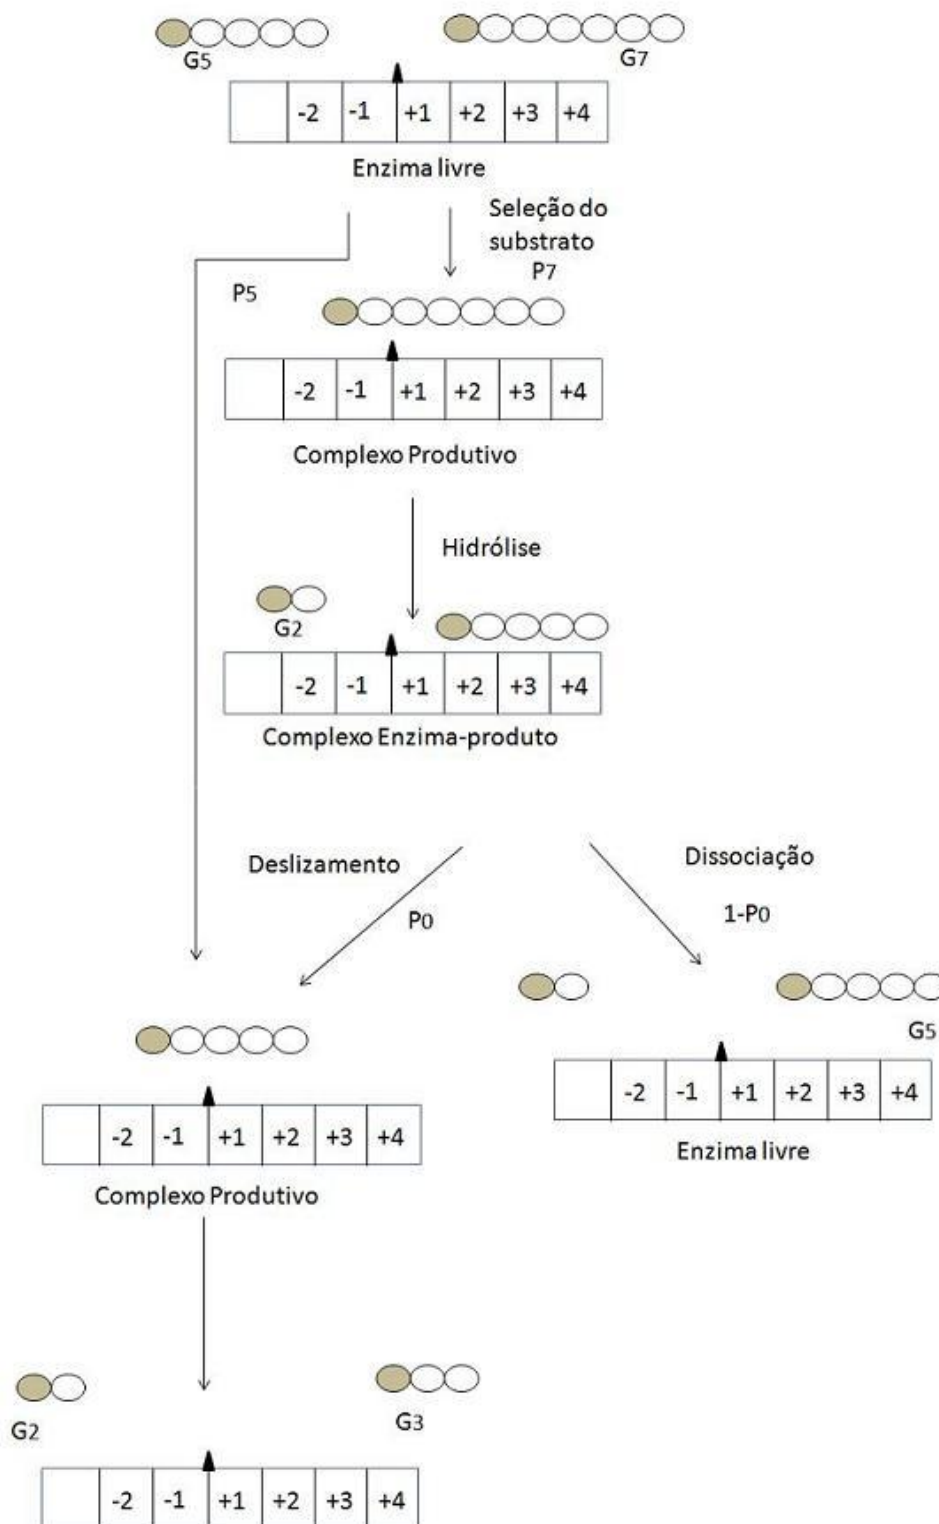 G5
G7
-2 -1 +1 +2 +3 +4
Enzima livre
Seleção do
substrato
P7
P5
-2 -1 +1 +2 +3 +4
Complexo Produtivo
Hidrólise
G2
-2 -1 +1 +2 +3 +4
Complexo Enzima-produto
Deslizamento
P0
Dissociação
1-P0
G5
-2 -1 +1 +2 +3 +4
Enzima livre
-2 -1 +1 +2 +3 +4
Complexo Produtivo
G2
G3
-2 -1 +1 +2 +3 +4